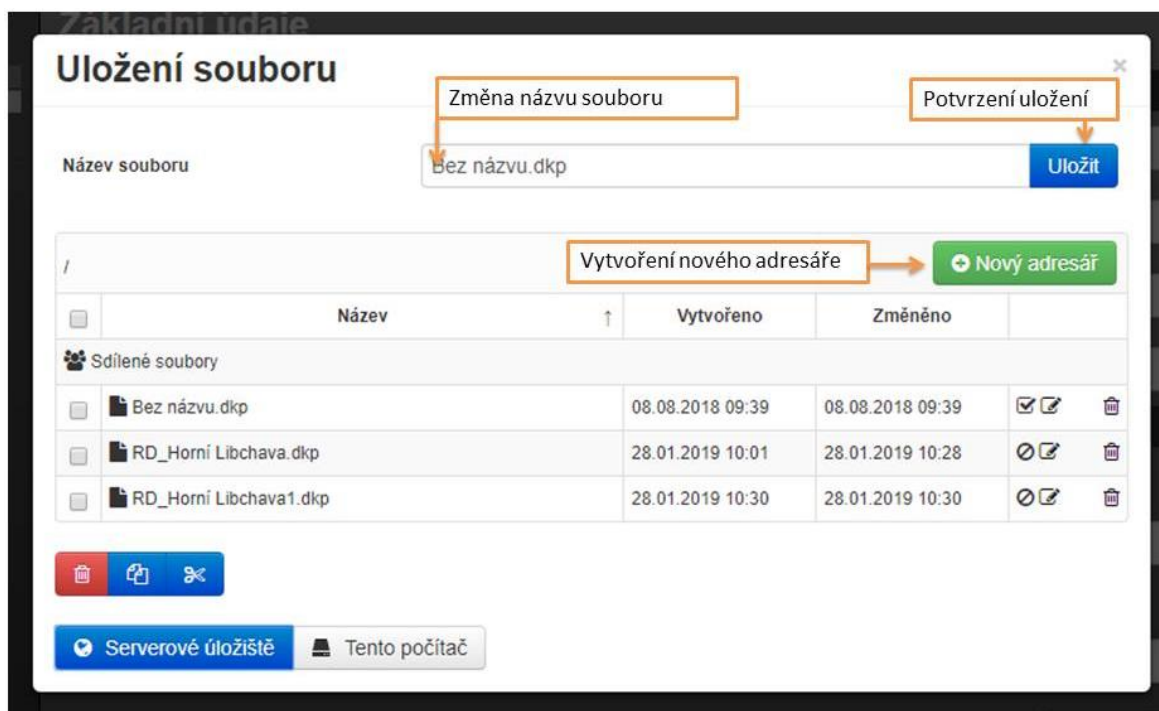 Základní údaje
Uložení souboru
×
Změna názvu souboru
Potvrzení uložení
Název souboru
Bez názvu.dkp
Uložit
/
Vytvoření nového adresáře
Nový adresář
Název ↑ Vytvořeno Změněno
Sdílené soubory
Bez názvu.dkp 08.08.2018 09:39 08.08.2018 09:39
RD_Horní Libchava.dkp 28.01.2019 10:01 28.01.2019 10:28
RD_Horní Libchava1.dkp 28.01.2019 10:30 28.01.2019 10:30
Serverové úložiště Tento počítač